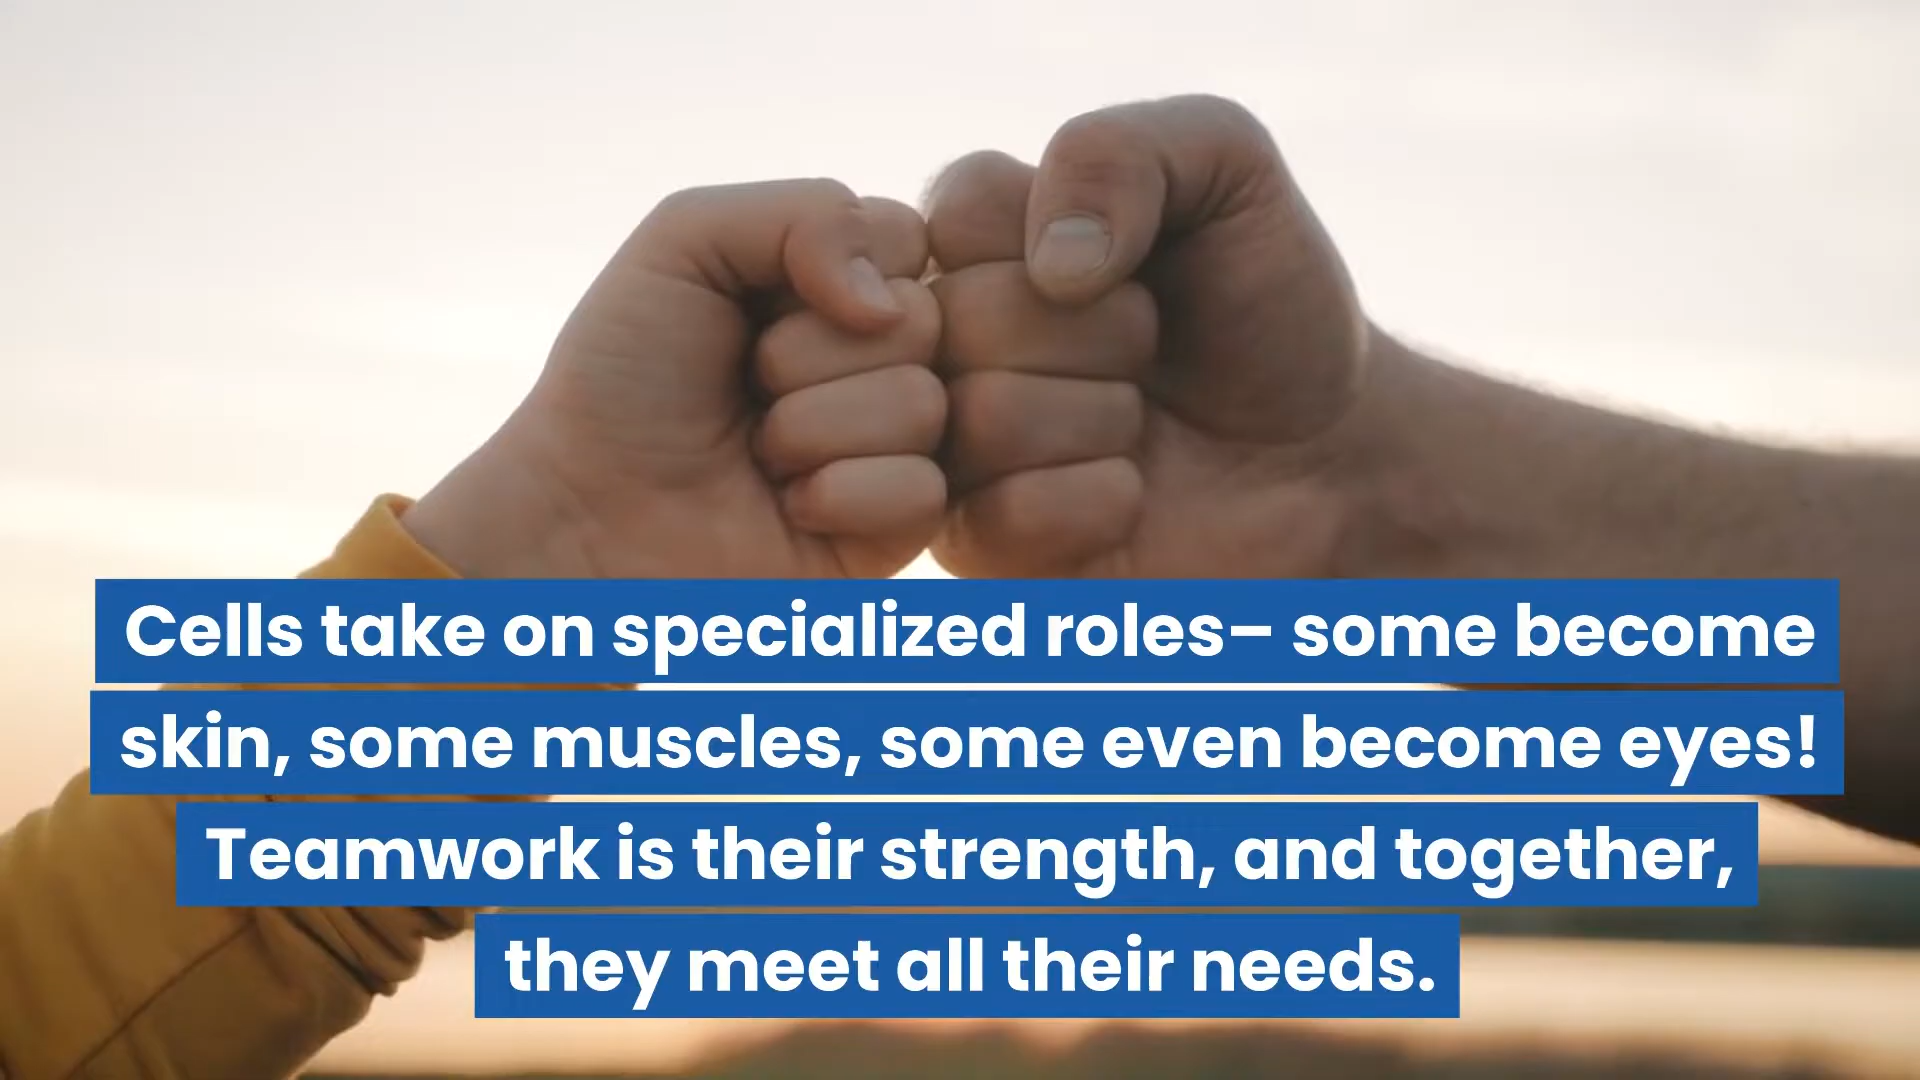 Cells take on specialized roles– some become
skin, some muscles, some even become eyes!
Teamwork is their strength, and together,
they meet all their needs.